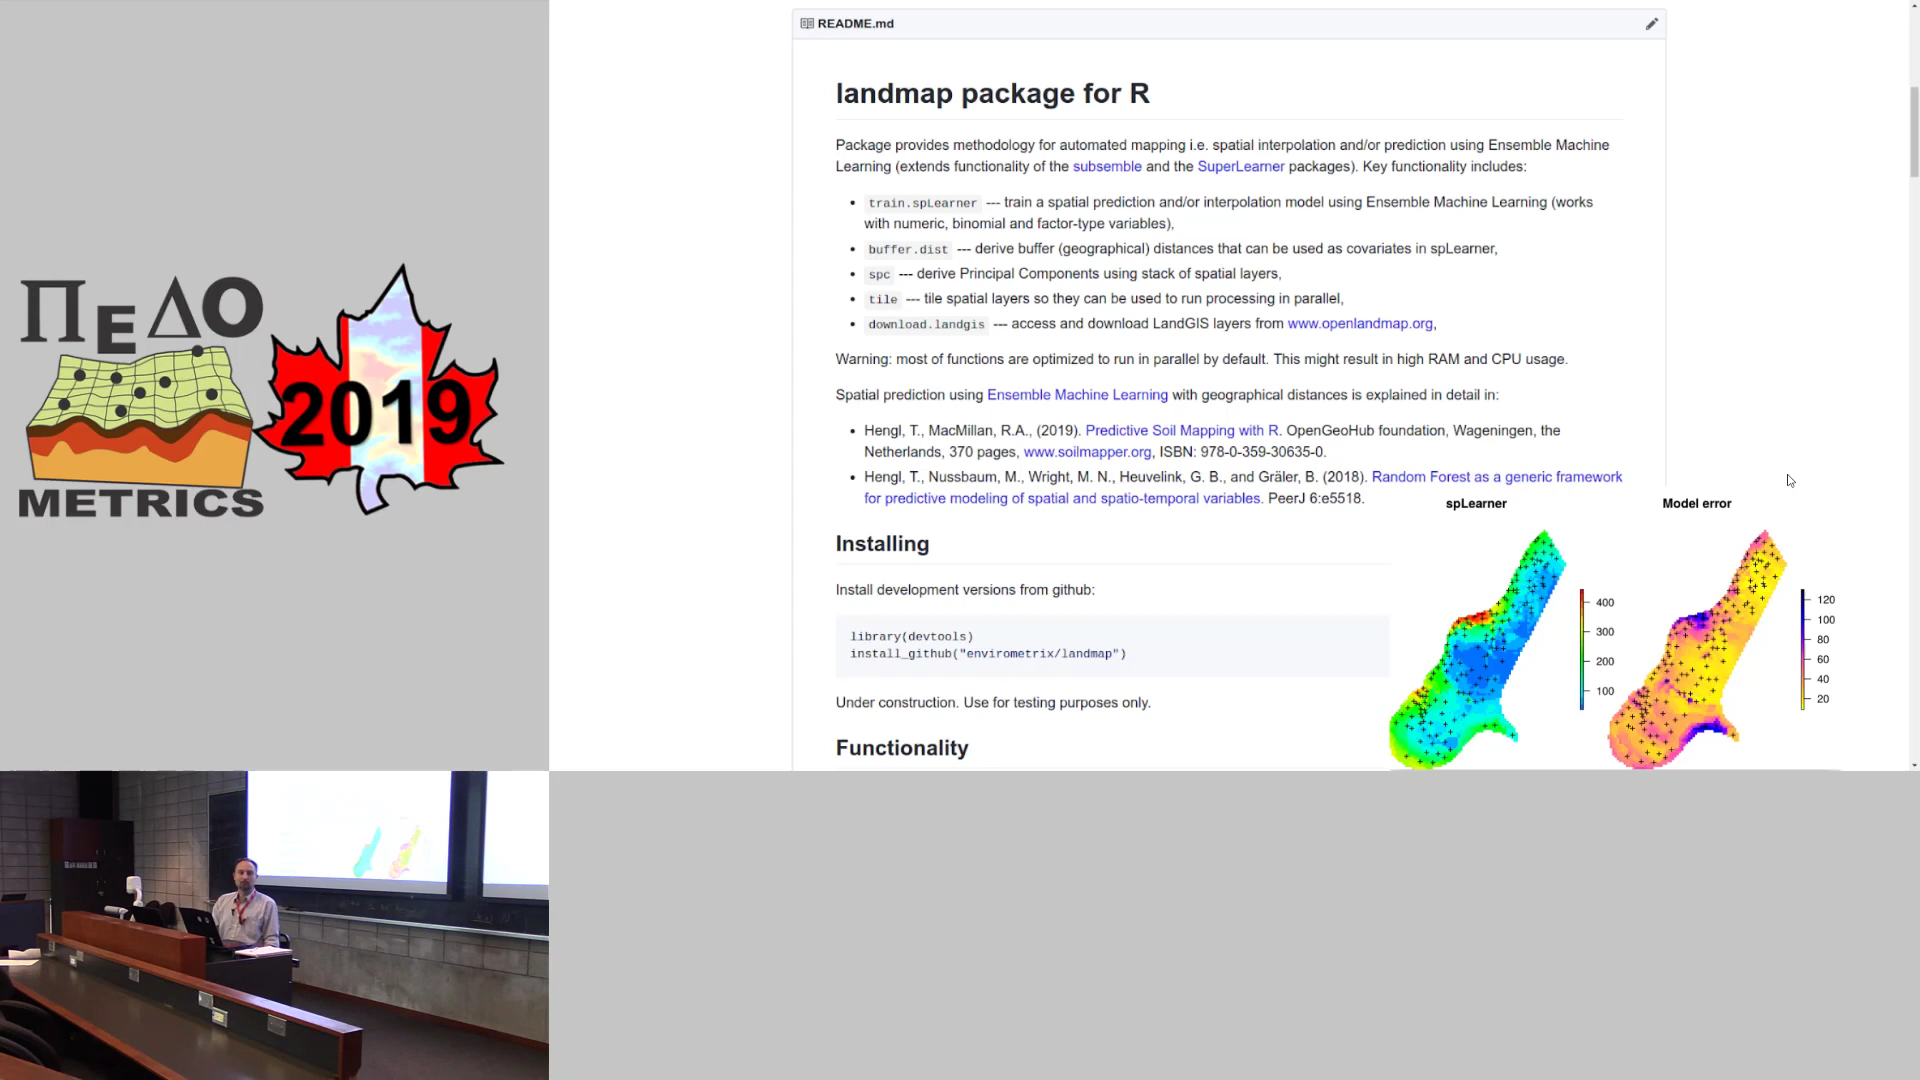 ΠΕΔΟ
METRICS
2019
README.md
landmap package for R
Package provides methodology for automated mapping i.e. spatial interpolation and/or prediction using Ensemble Machine
Learning (extends functionality of the subsemble and the SuperLearner packages). Key functionality includes:
• train.spLearner --- train a spatial prediction and/or interpolation model using Ensemble Machine Learning (works
with numeric, binomial and factor-type variables),
• buffer.dist --- derive buffer (geographical) distances that can be used as covariates in spLearner,
• spc --- derive Principal Components using stack of spatial layers,
• tile --- tile spatial layers so they can be used to run processing in parallel,
• download.landgis --- access and download LandGIS layers from www.openlandmap.org,
Warning: most of functions are optimized to run in parallel by default. This might result in high RAM and CPU usage.
Spatial prediction using Ensemble Machine Learning with geographical distances is explained in detail in:
• Hengl, T., MacMillan, R.A., (2019). Predictive Soil Mapping with R. OpenGeoHub foundation, Wageningen, the
Netherlands, 370 pages, www.soilmapper.org, ISBN: 978-0-359-30635-0.
• Hengl, T., Nussbaum, M., Wright, M. N., Heuvelink, G. B., and Gräler, B. (2018). Random Forest as a generic framework
for predictive modeling of spatial and spatio-temporal variables. PeerJ 6:e5518.
Installing
Install development versions from github:
library(devtools)
install_github("envirometrix/landmap")
Under construction. Use for testing purposes only.
Functionality
spLearner
400
300
200
100
Model error
120
100
80
60
40
20